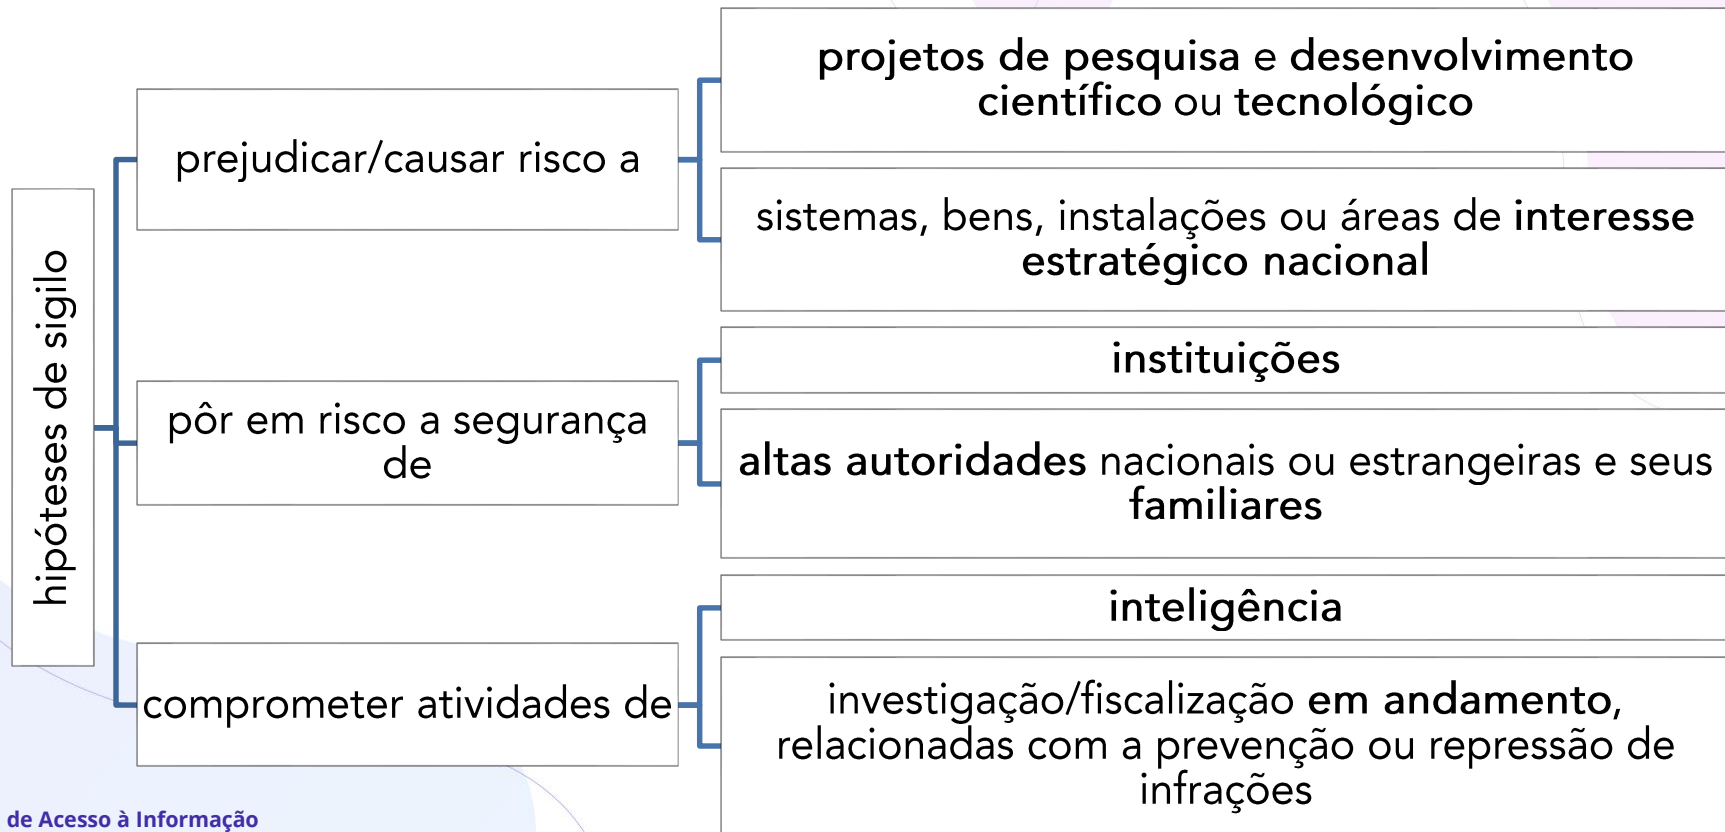 hipóteses de sigilo
prejudicar/causar risco a
projetos de pesquisa e desenvolvimento
científico ou tecnológico
sistemas, bens, instalações ou áreas de interesse
estratégico nacional
pôr em risco a segurança
de
instituições
altas autoridades nacionais ou estrangeiras e seus
familiares
comprometer atividades de
inteligência
investigação/fiscalização em andamento,
relacionadas com a prevenção ou repressão de
infrações
de Acesso à Informação